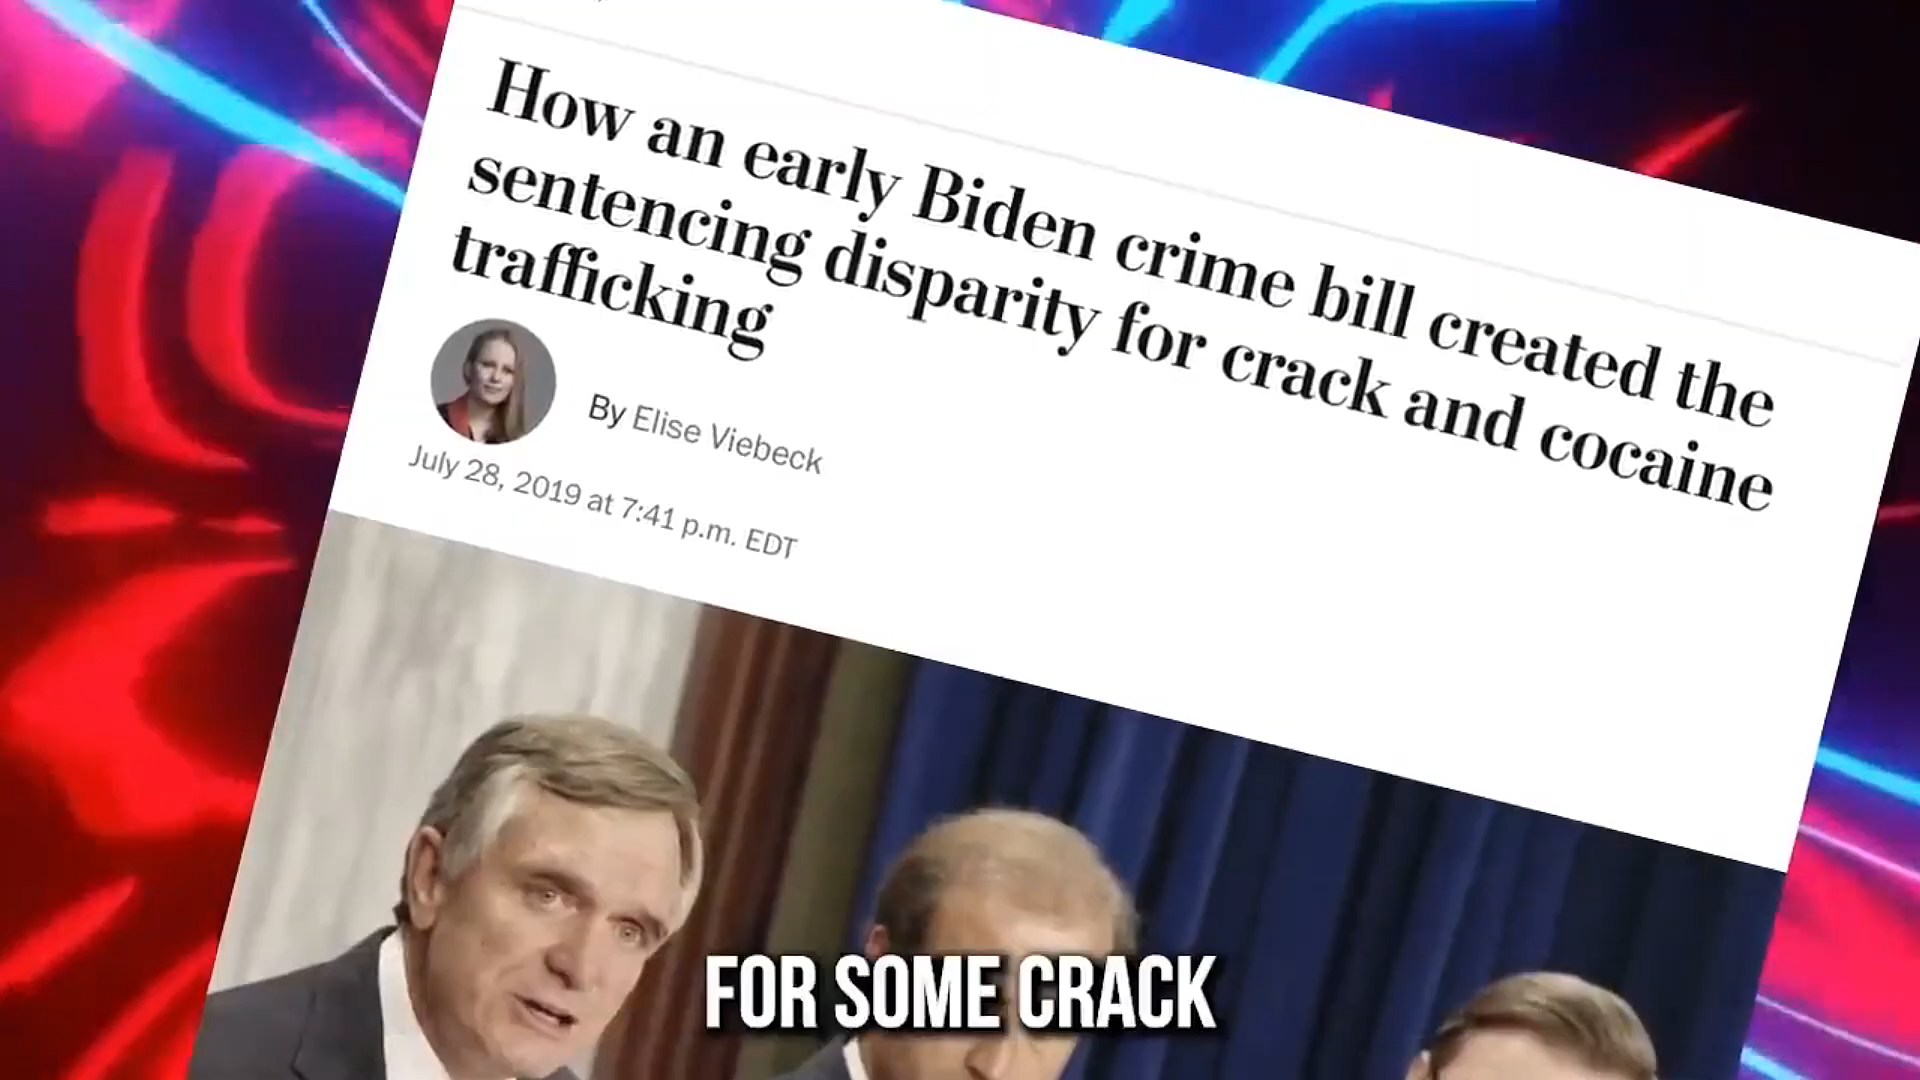 How an early Biden crime bill created the
sentencing disparity for crack and cocaine
trafficking
By Elise Viebeck
July 28, 2019 at 7:41 p.m. EDT
FOR SOME CRACK